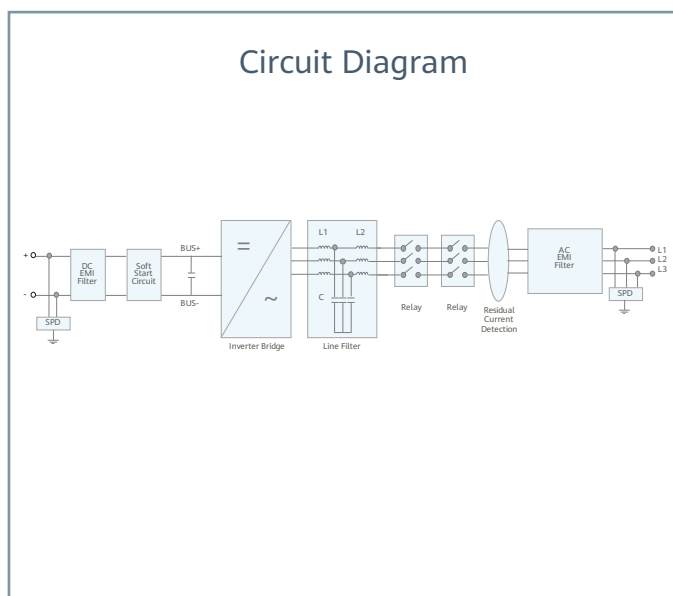 Circuit Diagram
+
-
SPD
DC
EMI
Filter
Soft
Start
Circuit
BUS+
BUS-
=
~
Inverter Bridge
L1
L2
C
Line Filter
Relay
Relay
Residual
Current
Detection
AC
EMI
Filter
L1
L2
L3
SPD